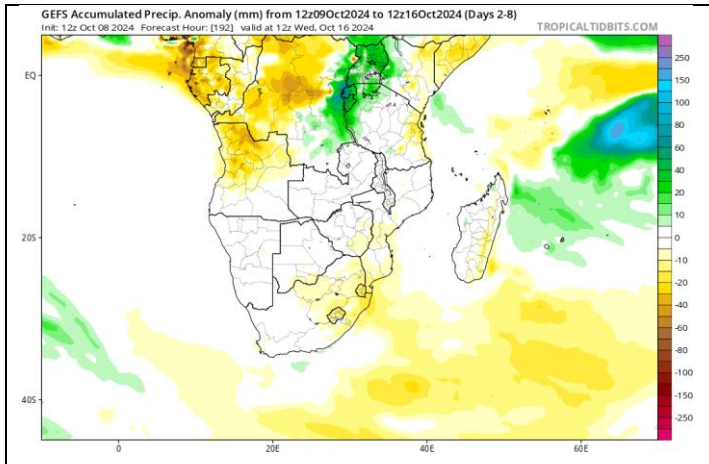 GEFS Accumulated Precip. Anomaly (mm) from 12z09Oct2024 to 12z16Oct2024 (Days 2-8)
Init: 12z Oct 08 2024 Forecast Hour: [192] valid at 12z Wed, Oct 16 2024
TROPICALTIDBITS.COM
EQ
20S
40S
0
20E
40E
60E
250
150
100
80
60
40
20
10
0
-10
-20
-40
-60
-80
-100
-150
-250